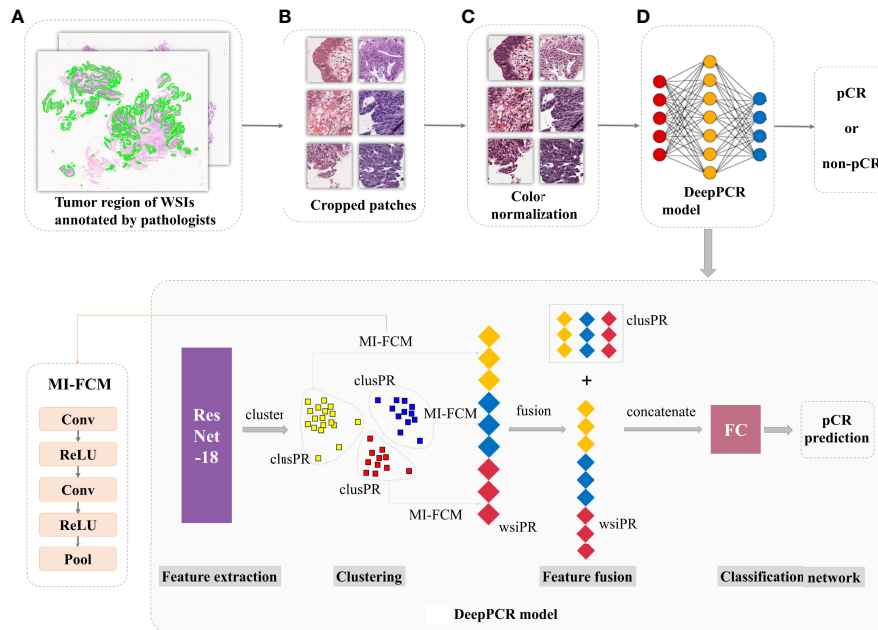 A
B
C
D
Tumor region of WSIs
annotated by pathologists
Cropped patches
Color
normalization
DeepPCR
model
pCR
or
non-pCR
MI-FCM
Conv
ReLU
Conv
ReLU
Pool
Res
Net
-18
cluster
clusPR
clusPR
clusPR
MI-FCM
MI-FCM
MI-FCM
wsiPR
fusion
clusPR
+
wsiPR
concatenate
FC
pCR
prediction
Feature extraction
Clustering
Feature fusion
Classification network
DeepPCR model